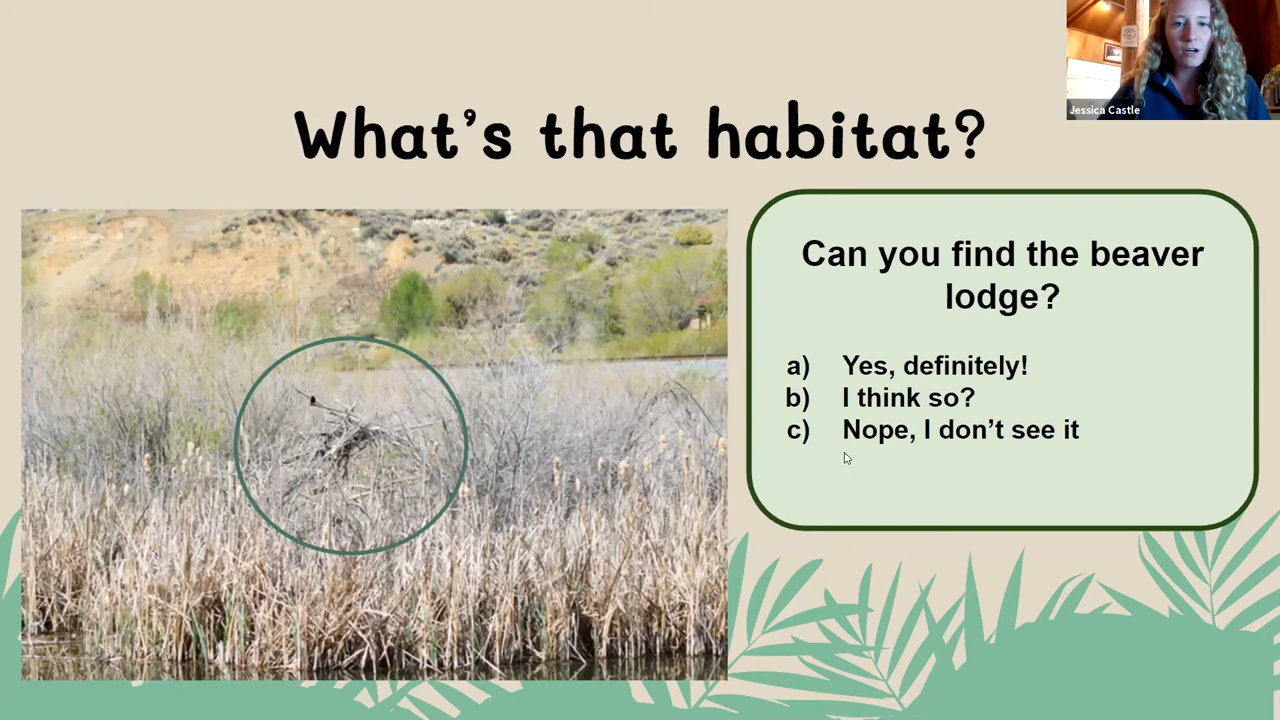 Jessica Castle
What's that habitat?
Can you find the beaver
lodge?
a) Yes, definitely!
b) I think so?
c) Nope, I don't see it